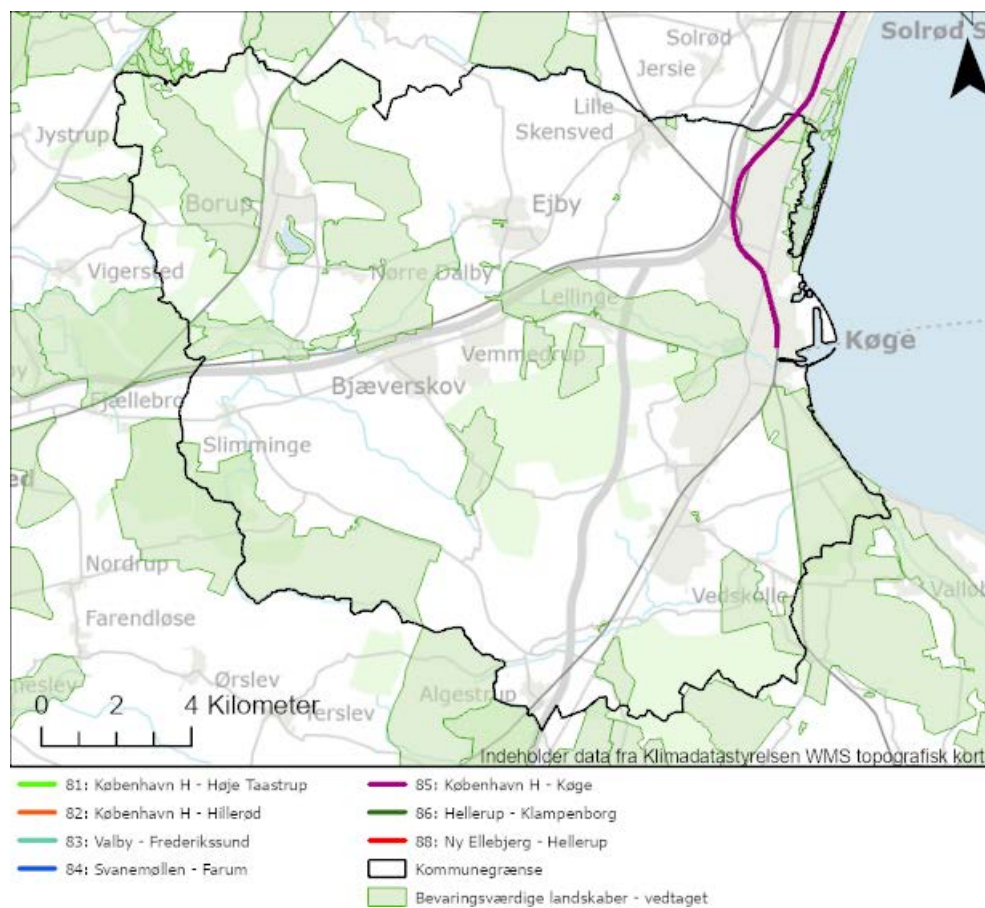 Solrød S
Solrød
Jersie
Lille
Skensved
Jystrup
Borup
Ejby
Vigersted
Nørre Dalby
Lellinge
Køge
Vemmedrup
Bjæverskov
Fjællebro
Slimminge
ed
Nordrup
Vedskølle
Valløb
Farendløse
Ørslev
Algestrup
Terslev
0 2 4 Kilometer
Indeholder data fra Klimadatastyrelsen WMS topografisk kort
81: København H - Høje Taastrup
82: København H - Hillerød
83: Valby - Frederikssund
84: Svanemøllen - Farum
85: København H - Køge
86: Hellerup - Klampenborg
88: Ny Ellebjerg - Hellerup
Kommunegrænse
Bevaringsværdige landskaber - vedtaget